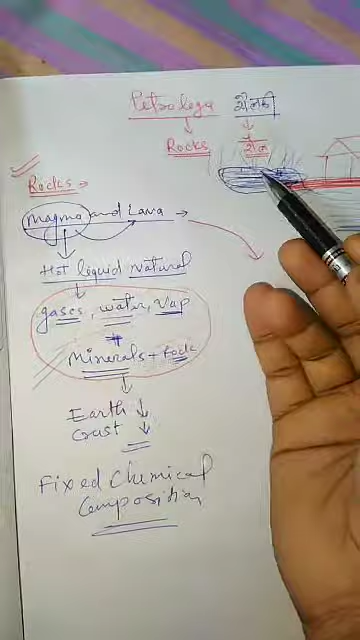 Petrology शैलकी
Rocks शैल
Rocks →
Magma and Lava →
Hot liquid natural
gases, water, Vap
+
Minerals + Rock
Earth
Crust
Fixed Chemical
Composition